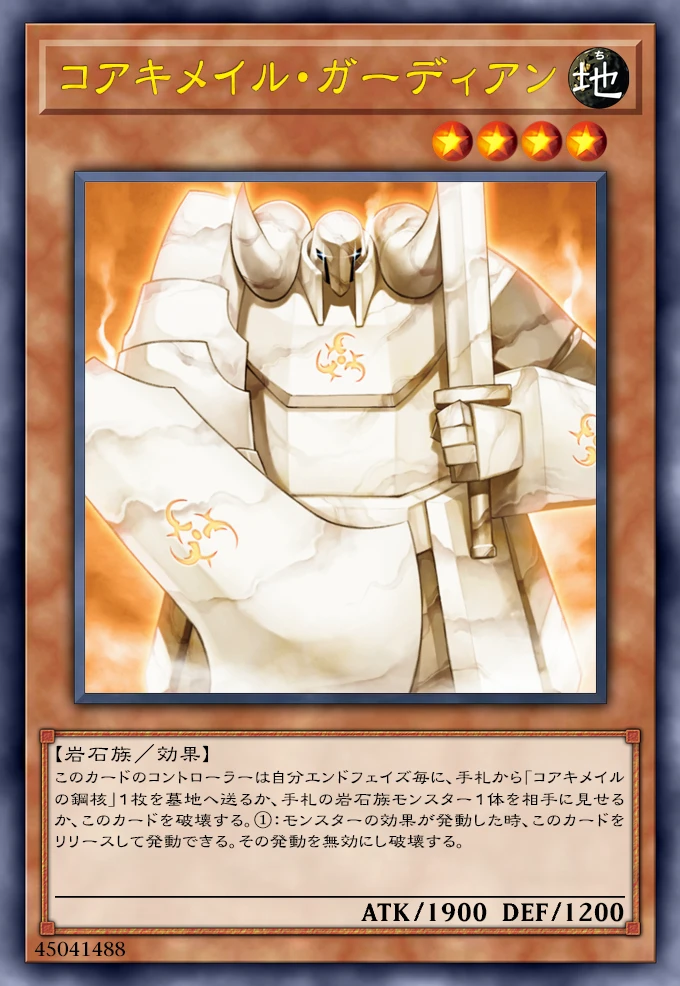 コアキメイル・ガーディアン
地
ち
【岩石族／効果】
このカードのコントローラーは自分エンドフェイズ毎に、手札から「コアキメイル
の鋼核」１枚を墓地へ送るか、手札の岩石族モンスター１体を相手に見せる
か、このカードを破壊する。①：モンスターの効果が発動した時、このカードを
リリースして発動できる。その発動を無効にし破壊する。
ATK/1900 DEF/1200
45041488